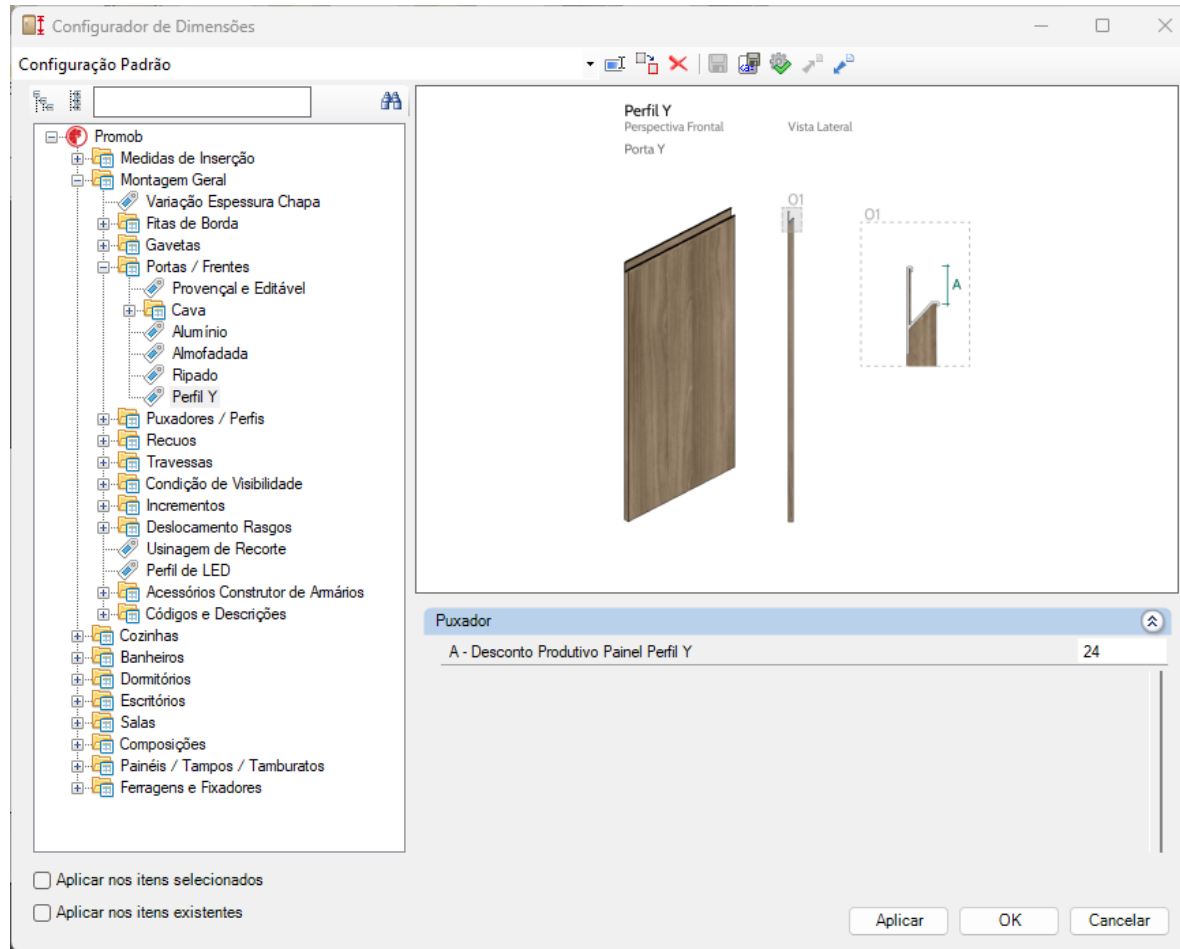 Configurador de Dimensões
Configuração Padrão
Promob
Medidas de Inserção
Montagem Geral
Variação Espessura Chapa
Fitas de Borda
Gavetas
Portas / Frentes
Provençal e Editável
Cava
Alumínio
Almofadada
Ripado
Perfil Y
Puxadores / Perfis
Recuos
Travessas
Condição de Visibilidade
Incrementos
Deslocamento Rasgos
Usinagem de Recorte
Perfil de LED
Acessórios Construtor de Armários
Códigos e Descrições
Cozinhas
Banheiros
Dormitórios
Escritórios
Salas
Composições
Painéis / Tampos / Tamburatos
Ferragens e Fixadores
Perfil Y
Perspectiva Frontal Vista Lateral
Porta Y
O1
O1
A
Puxador
A - Desconto Produtivo Painel Perfil Y 24
Aplicar nos itens selecionados
Aplicar nos itens existentes
Aplicar OK Cancelar